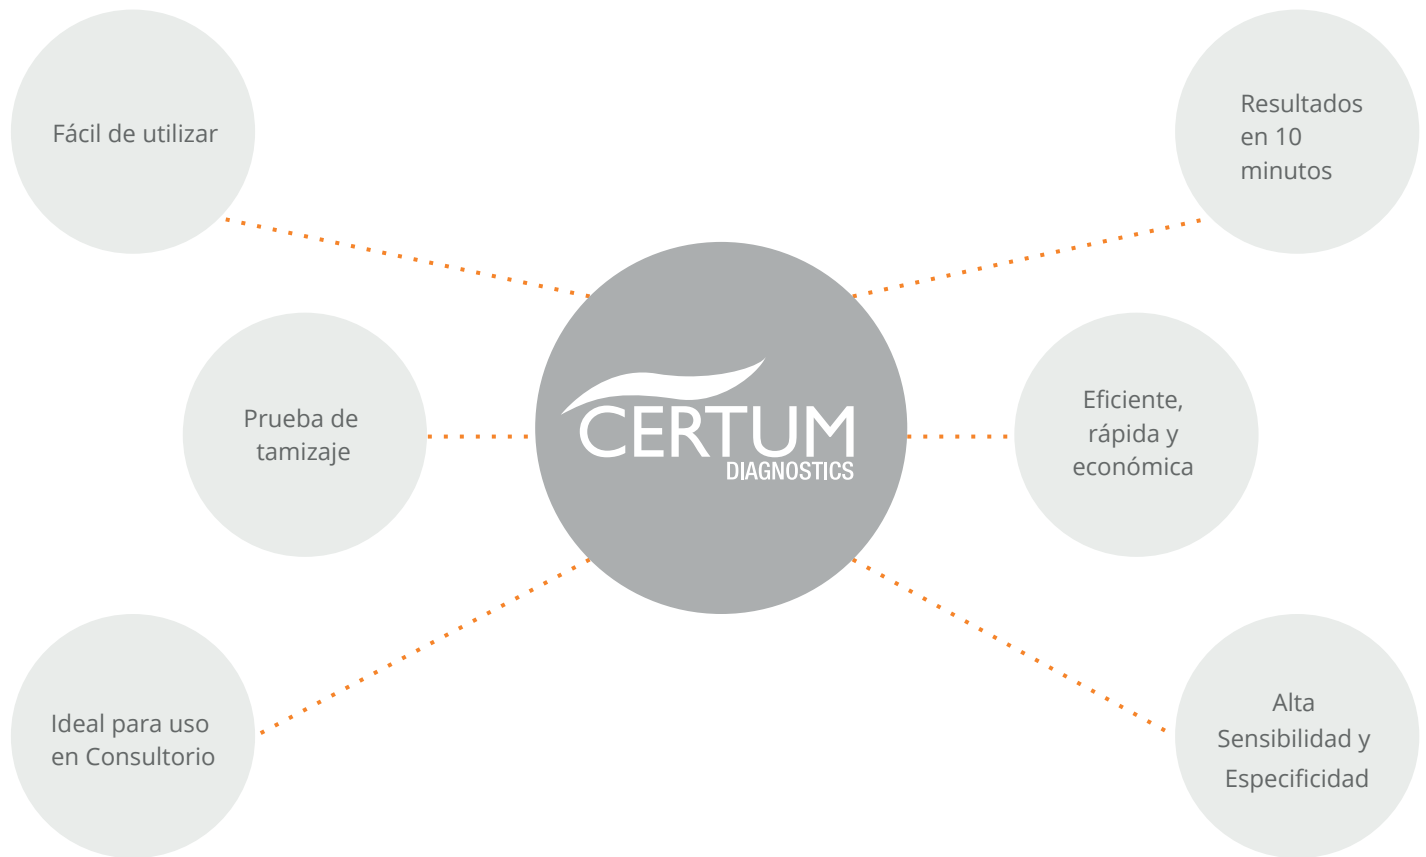 Fácil de utilizar
Resultados
en 10
minutos
Prueba de
tamizaje
CERTUM
DIAGNOSTICS
Eficiente,
rápida y
económica
Ideal para uso
en Consultorio
Alta
Sensibilidad y
Especificidad